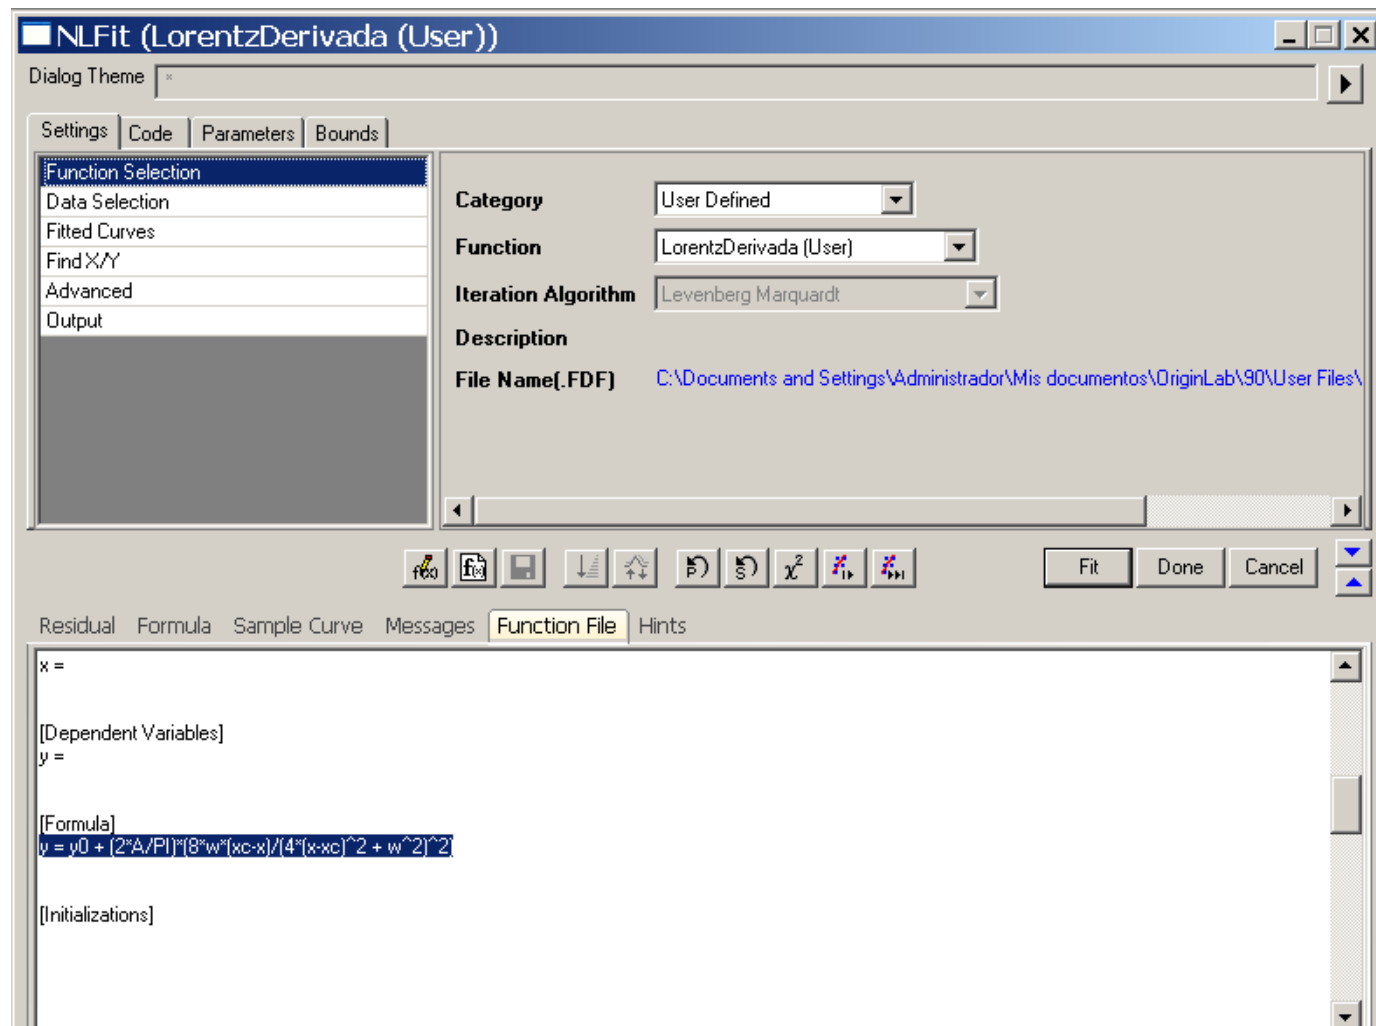 NLFit (LorentzDerivada (User))
Dialog Theme *
Settings Code Parameters Bounds
Function Selection
Data Selection
Fitted Curves
Find X/Y
Advanced
Output
Category User Defined
Function LorentzDerivada (User)
Iteration Algorithm Levenberg Marquardt
Description
File Name(.FDF) C:\Documents and Settings\Administrador\Mis documentos\OriginLab\90\User Files\
Fit Done Cancel
Residual Formula Sample Curve Messages Function File Hints
x =
[Dependent Variables]
y =
[Formula]
y = y0 + (2*A/PI)*(8*w*(xc-x)/(4*(x-xc)^2 + w^2)^2)
[Initializations]